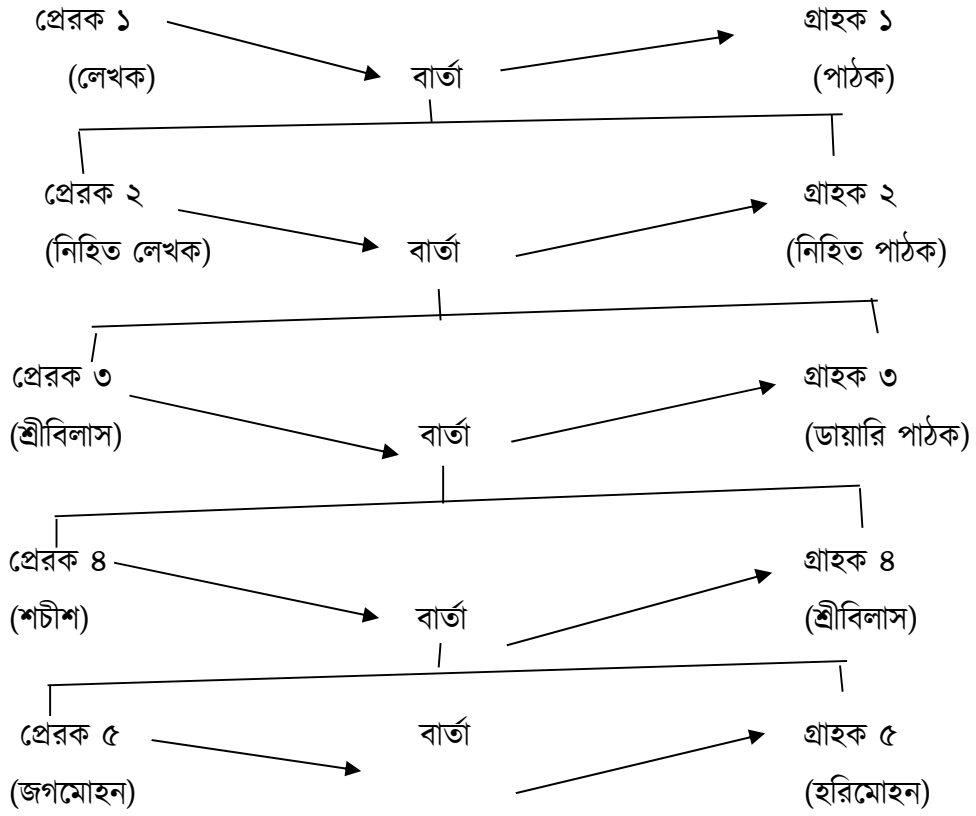 প্রেরক ১ গ্রাহক ১
(লেখক) বার্তা (পাঠক)
প্রেরক ২ গ্রাহক ২
(নিহিত লেখক) বার্তা (নিহিত পাঠক)
প্রেরক ৩ গ্রাহক ৩
(শ্রীবিলাস) বার্তা (ডায়ারি পাঠক)
প্রেরক ৪ গ্রাহক ৪
(শচীশ) বার্তা (শ্রীবিলাস)
প্রেরক ৫ বার্তা গ্রাহক ৫
(জগমোহন) (হরিমোহন)